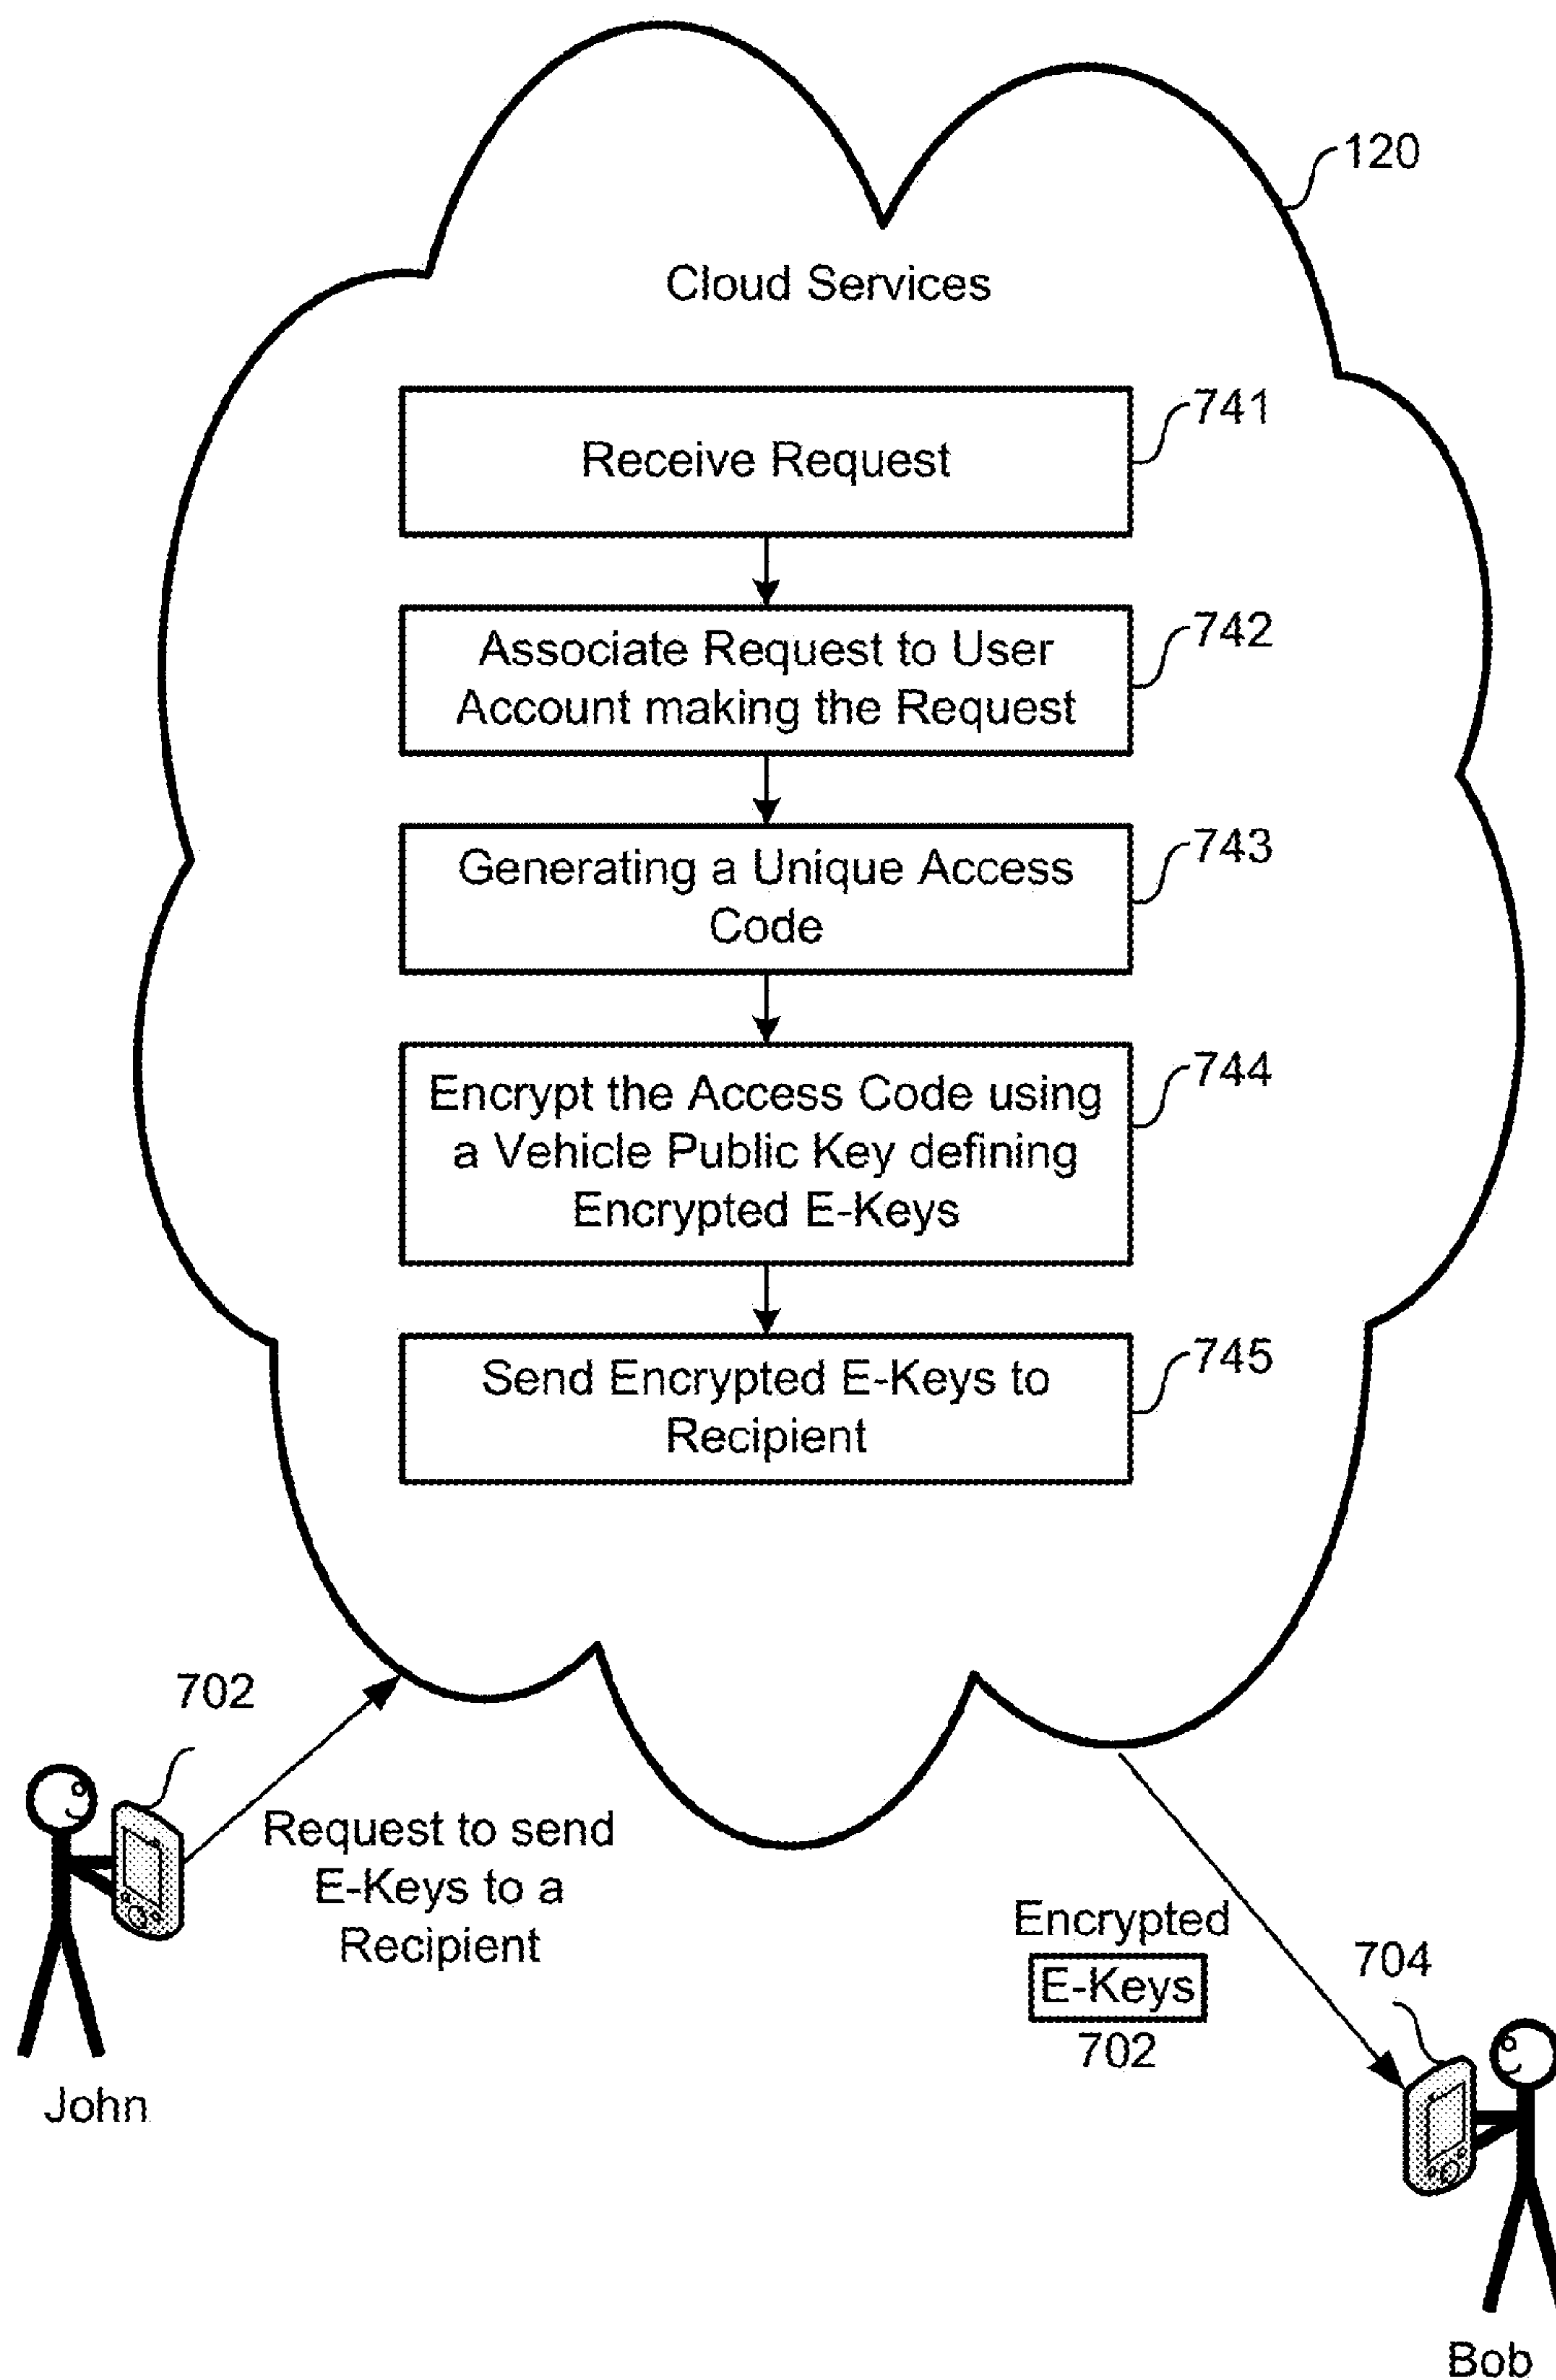 120
Cloud Services
741
Receive Request
742
Associate Request to User
Account making the Request
743
Generating a Unique Access
Code
744
Encrypt the Access Code using
a Vehicle Public Key defining
Encrypted E-Keys
745
Send Encrypted E-Keys to
Recipient
702
Request to send
E-Keys to a
Recipient
John
Encrypted
E-Keys
702
704
Bob